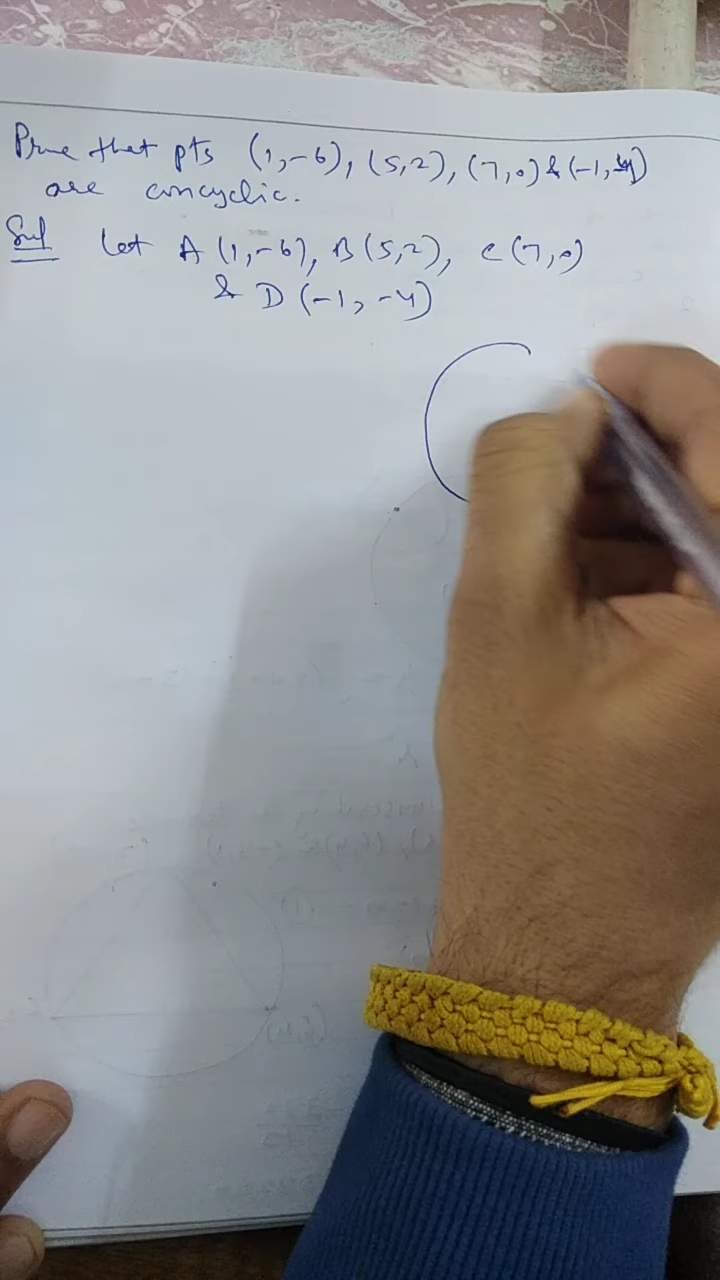 Prove that pts (1,-6), (5,2), (7,0) & (-1,-4)
are concyclic.
Sol Let A (1,-6), B (5,2), C (7,0)
& D (-1, -4)